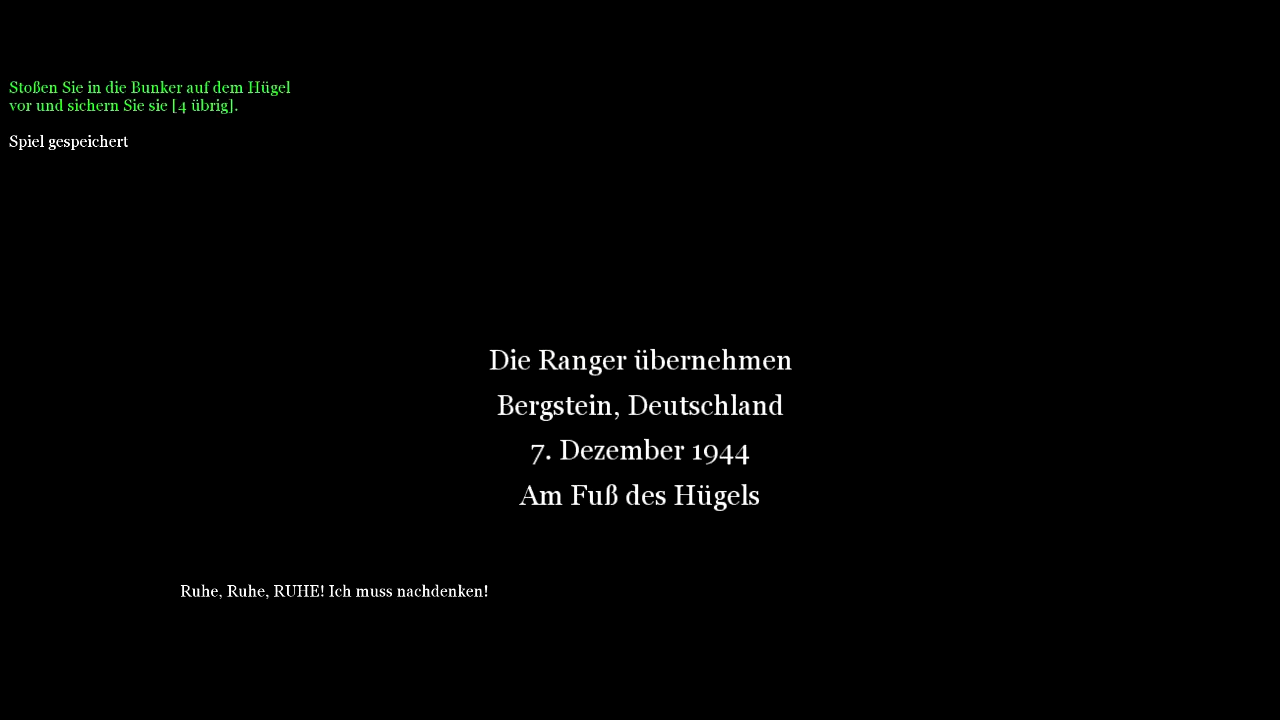 Stoßen Sie in die Bunker auf dem Hügel
vor und sichern Sie sie [4 übrig].
Spiel gespeichert
Die Ranger übernehmen
Bergstein, Deutschland
7. Dezember 1944
Am Fuß des Hügels
Ruhe, Ruhe, RUHE! Ich muss nachdenken!